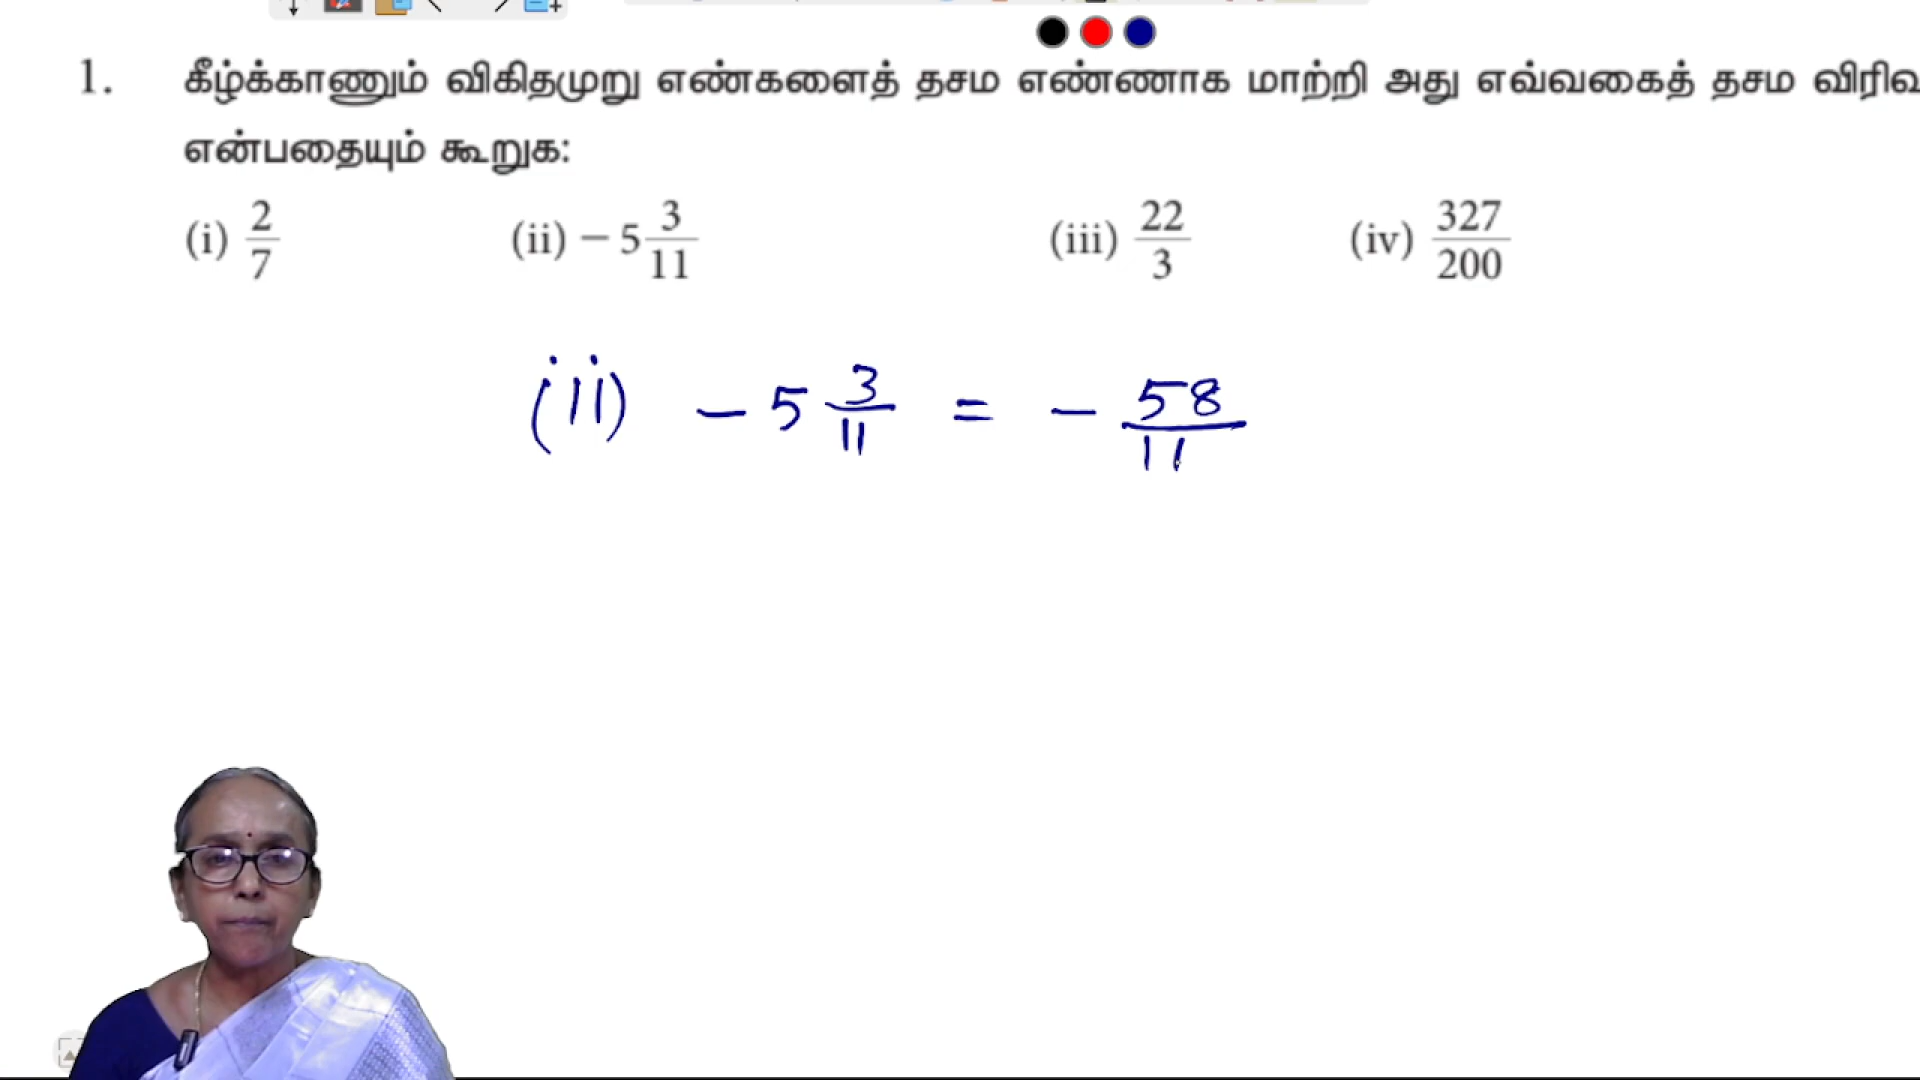 1. கீழ்க்காணும் விகிதமுறு எண்களைத் தசம எண்ணாக மாற்றி அது எவ்வகைத் தசம
என்பதையும் கூறுக:
(i) 2/7 (ii) − 5 3/11 (iii) 22/3 (iv) 327/200
(ii) − 5 3/11 = − 58/11